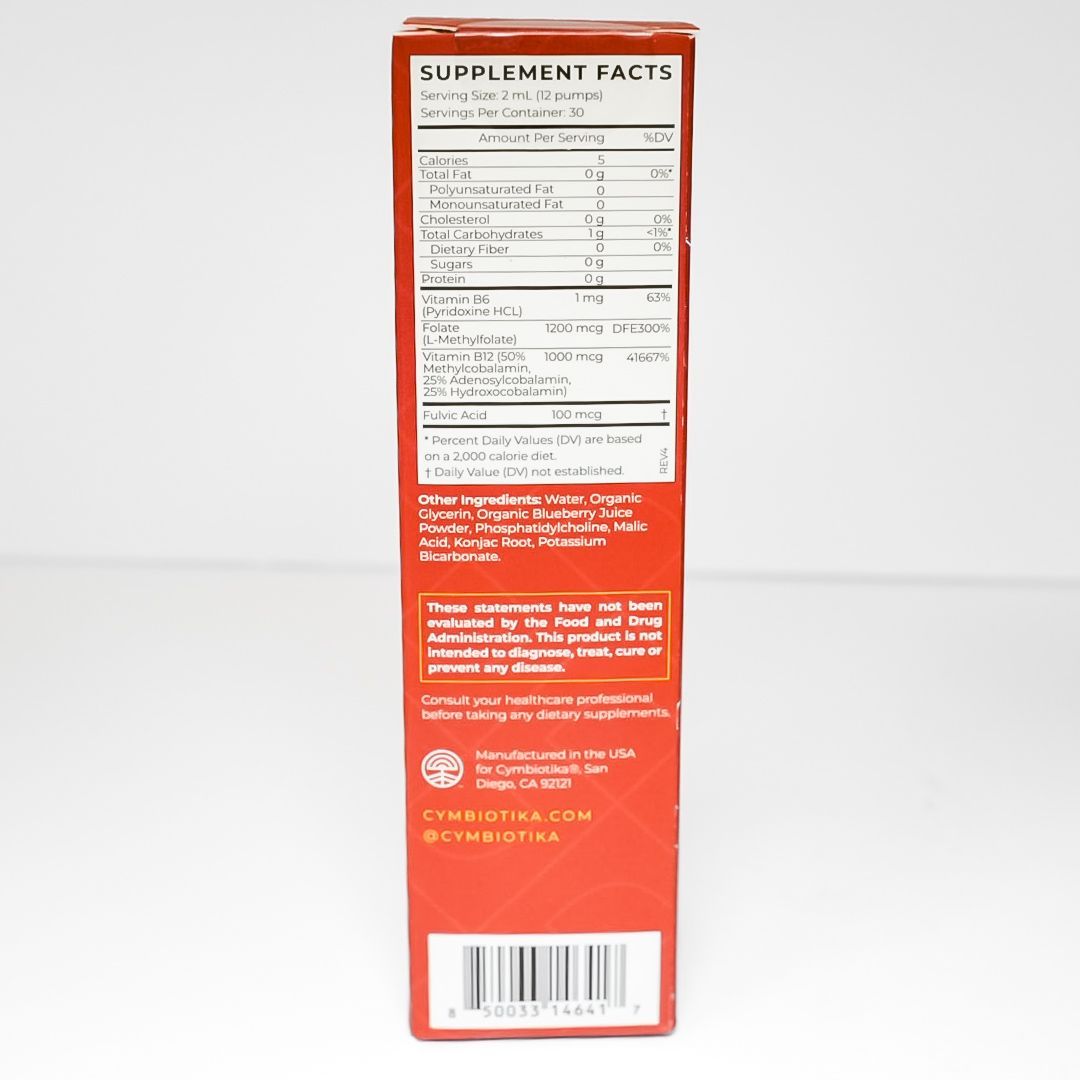 SUPPLEMENT FACTS
Serving Size: 2 mL (12 pumps)
Servings Per Container: 30
Amount Per Serving %DV
Calories 5
Total Fat 0 g 0%*
Polyunsaturated Fat 0
Monounsaturated Fat 0
Cholesterol 0 g 0%
Total Carbohydrates 1 g <1%*
Dietary Fiber 0 0%
Sugars 0 g
Protein 0 g
Vitamin B6 1 mg 63%
(Pyridoxine HCL)
Folate 1200 mcg DFE300%
(L-Methylfolate)
Vitamin B12 (50% 1000 mcg 41667%
Methylcobalamin,
25% Adenosylcobalamin,
25% Hydroxocobalamin)
Fulvic Acid 100 mcg †
* Percent Daily Values (DV) are based
on a 2,000 calorie diet.
† Daily Value (DV) not established.
REV4
Other Ingredients: Water, Organic
Glycerin, Organic Blueberry Juice
Powder, Phosphatidylcholine, Malic
Acid, Konjac Root, Potassium
Bicarbonate.
These statements have not been
evaluated by the Food and Drug
Administration. This product is not
intended to diagnose, treat, cure or
prevent any disease.
Consult your healthcare professional
before taking any dietary supplements.
Manufactured in the USA
for Cymbiotika®, San
Diego, CA 92121
CYMBIOTIKA.COM
@CYMBIOTIKA
8 50033 14641 7